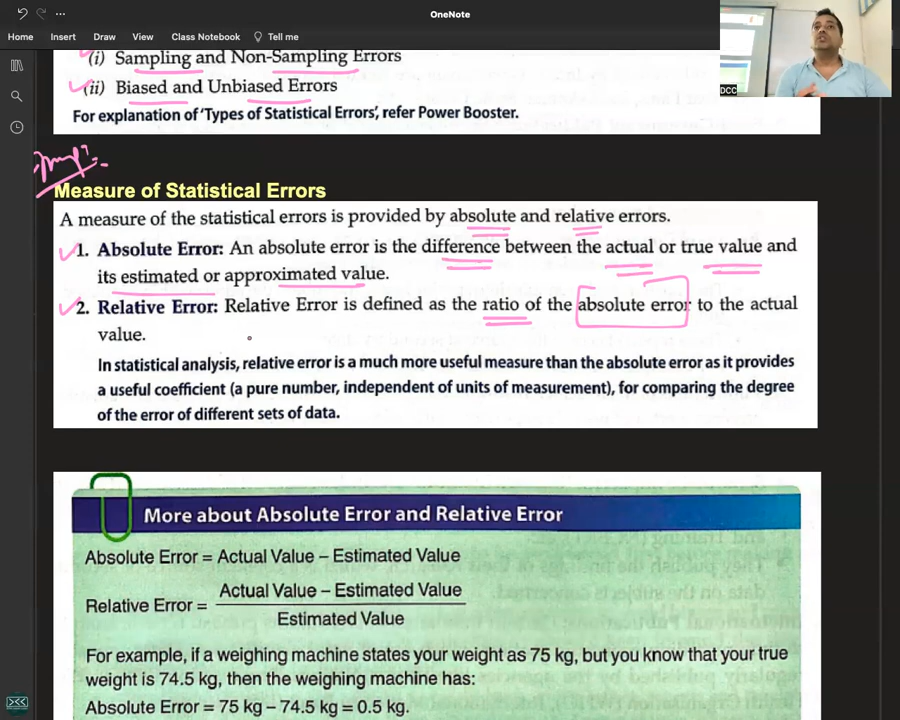 OneNote
Home Insert Draw View Class Notebook Tell me
(i) Sampling and Non-Sampling Errors
(ii) Biased and Unbiased Errors
For explanation of 'Types of Statistical Errors', refer Power Booster.
DCC
Measure of Statistical Errors
A measure of the statistical errors is provided by absolute and relative errors.
1. Absolute Error: An absolute error is the difference between the actual or true value and
its estimated or approximated value.
2. Relative Error: Relative Error is defined as the ratio of the absolute error to the actual
value.
In statistical analysis, relative error is a much more useful measure than the absolute error as it provides
a useful coefficient (a pure number, independent of units of measurement), for comparing the degree
of the error of different sets of data.
More about Absolute Error and Relative Error
Absolute Error = Actual Value – Estimated Value
Relative Error = Actual Value – Estimated Value
Estimated Value
For example, if a weighing machine states your weight as 75 kg, but you know that your true
weight is 74.5 kg, then the weighing machine has:
Absolute Error = 75 kg – 74.5 kg = 0.5 kg.